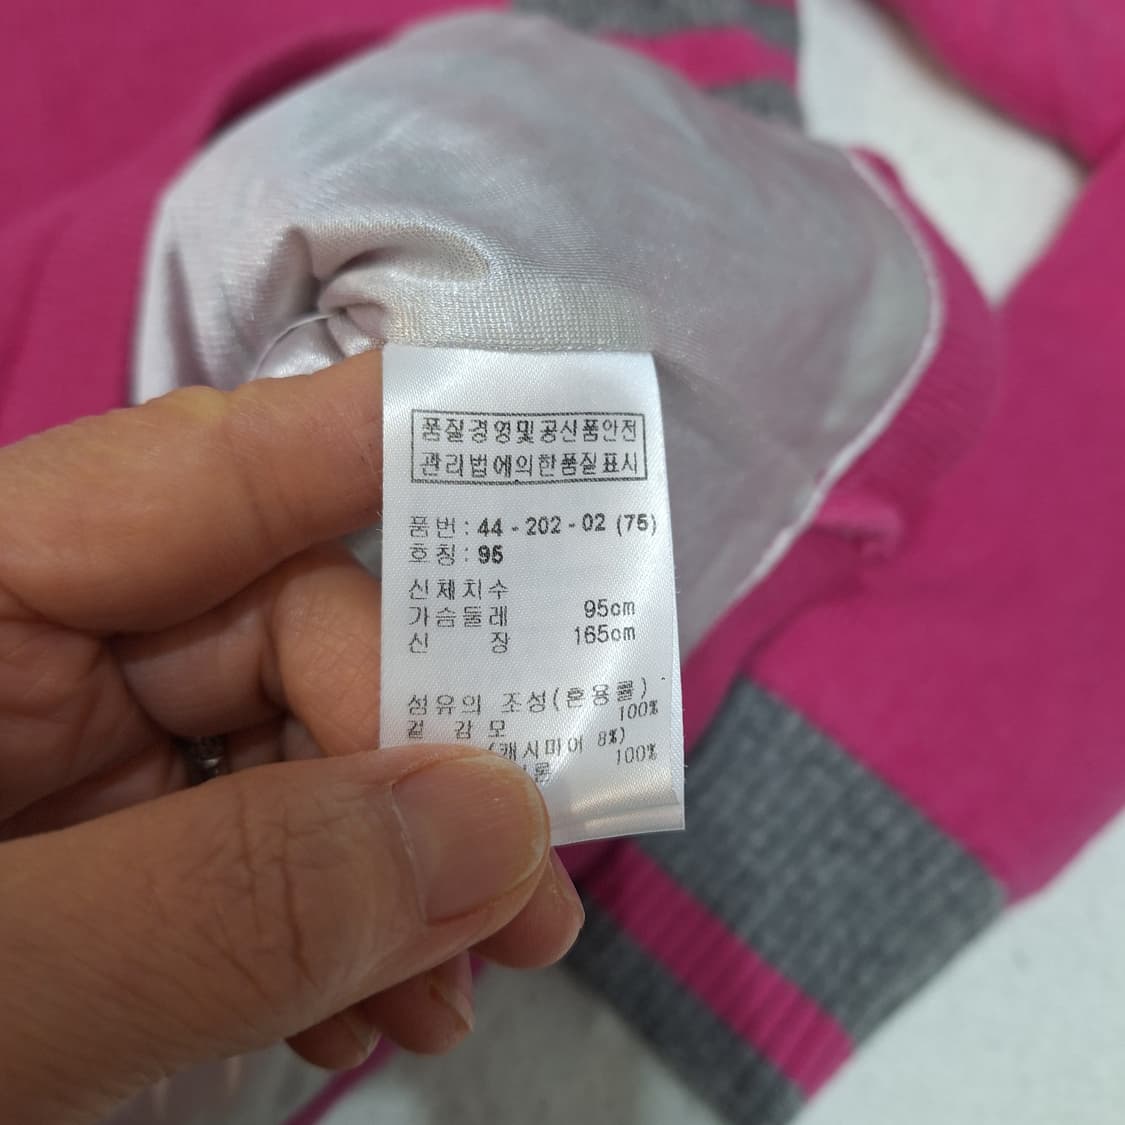 품질경영및공산품안전
관리법에의한품질표시
품번 : 44 - 202 - 02 (75)
호칭 : 95
신체치수
가슴둘레 95cm
신 장 165cm
섬유의 조성(혼용률)
겉 감 모 100%
(캐시미어 8%)
100%